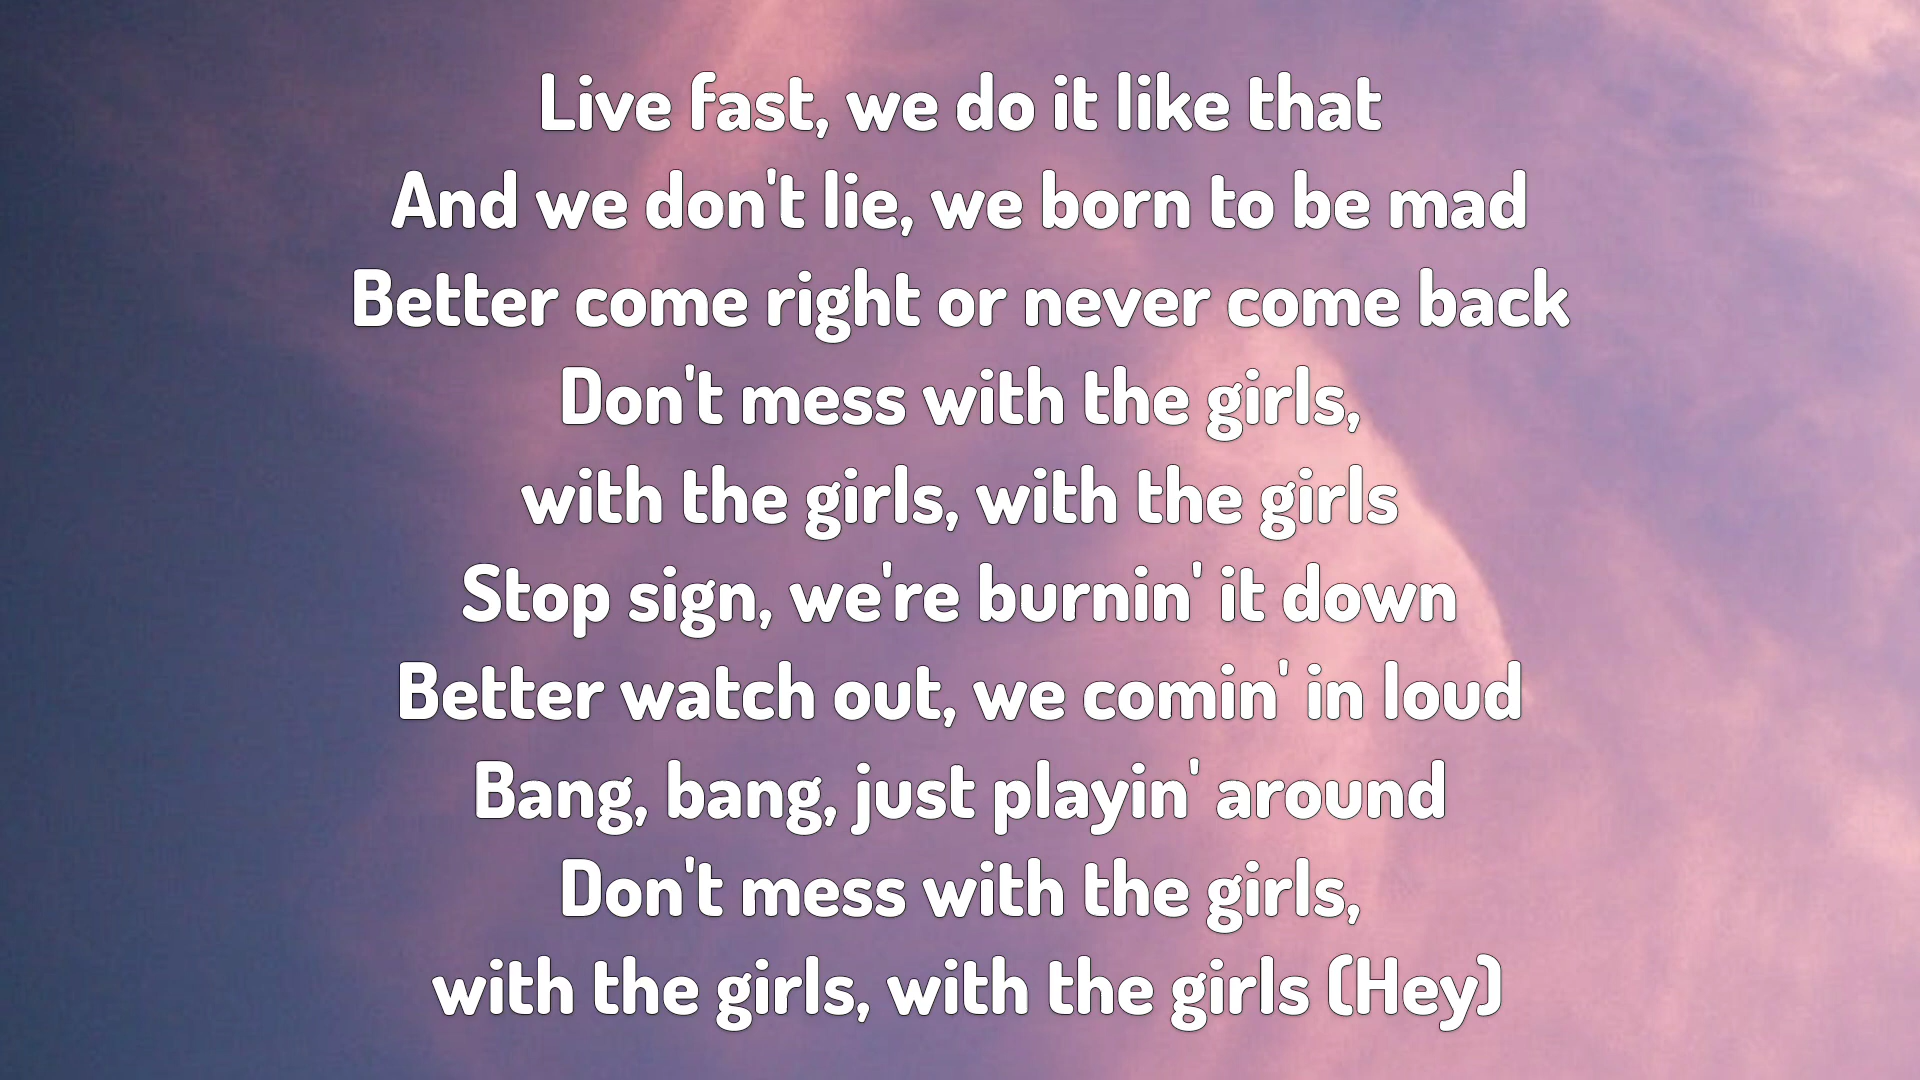 Live fast, we do it like that
And we don't lie, we born to be mad
Better come right or never come back
Don't mess with the girls,
with the girls, with the girls
Stop sign, we're burnin' it down
Better watch out, we comin' in loud
Bang, bang, just playin' around
Don't mess with the girls,
with the girls, with the girls (Hey)